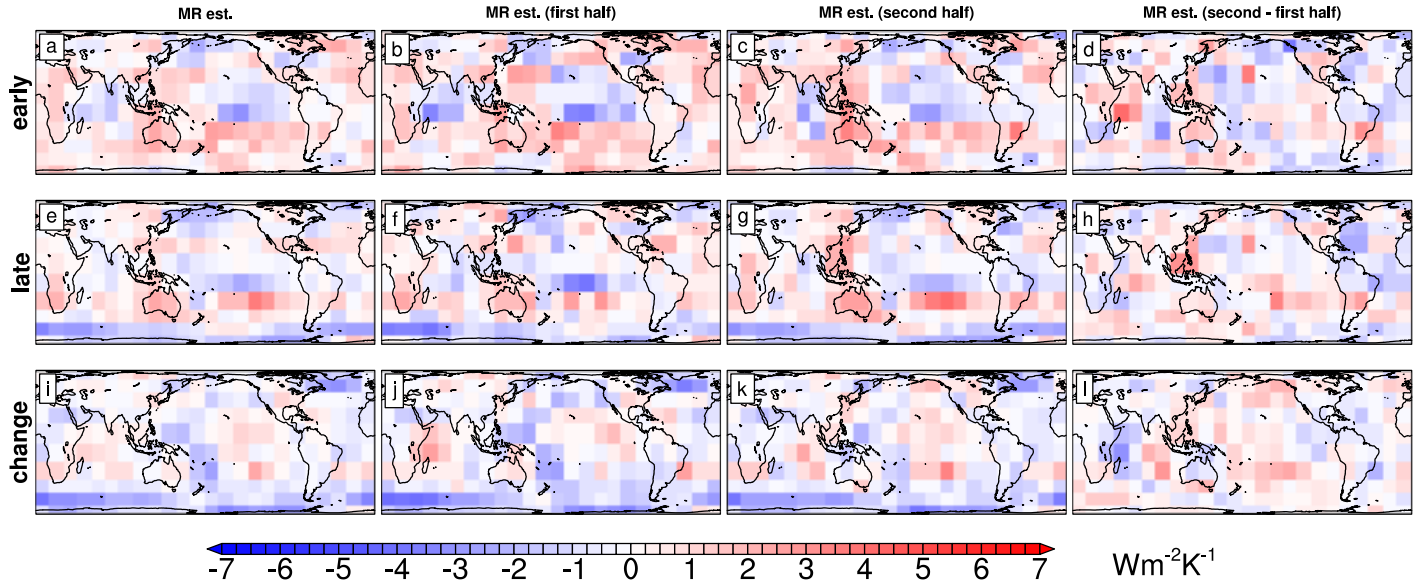 MR est. MR est. (first half) MR est. (second half) MR est. (second - first half)
early a b c d
late e f g h
change i j k l
-7 -6 -5 -4 -3 -2 -1 0 1 2 3 4 5 6 7 Wm⁻²K⁻¹